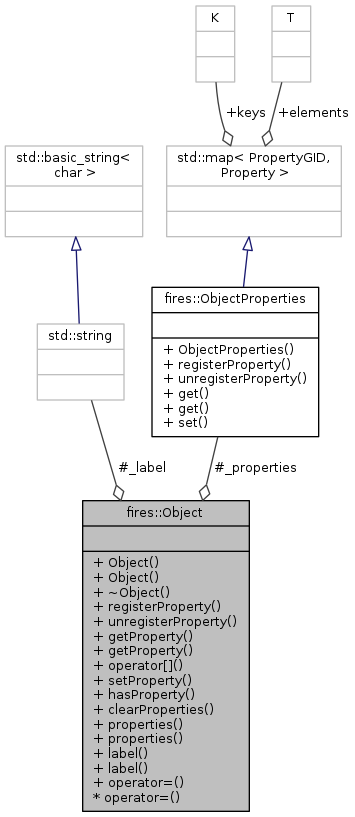 K
T
+keys
+elements
std::basic_string<
char >
std::map< PropertyGID,
Property >
fires::ObjectProperties
+ ObjectProperties()
+ registerProperty()
+ unregisterProperty()
+ get()
+ get()
+ set()
std::string
#_label
#_properties
fires::Object
+ Object()
+ Object()
+ ~Object()
+ registerProperty()
+ unregisterProperty()
+ getProperty()
+ getProperty()
+ operator[]()
+ setProperty()
+ hasProperty()
+ clearProperties()
+ properties()
+ properties()
+ label()
+ label()
+ operator=()
* operator=()